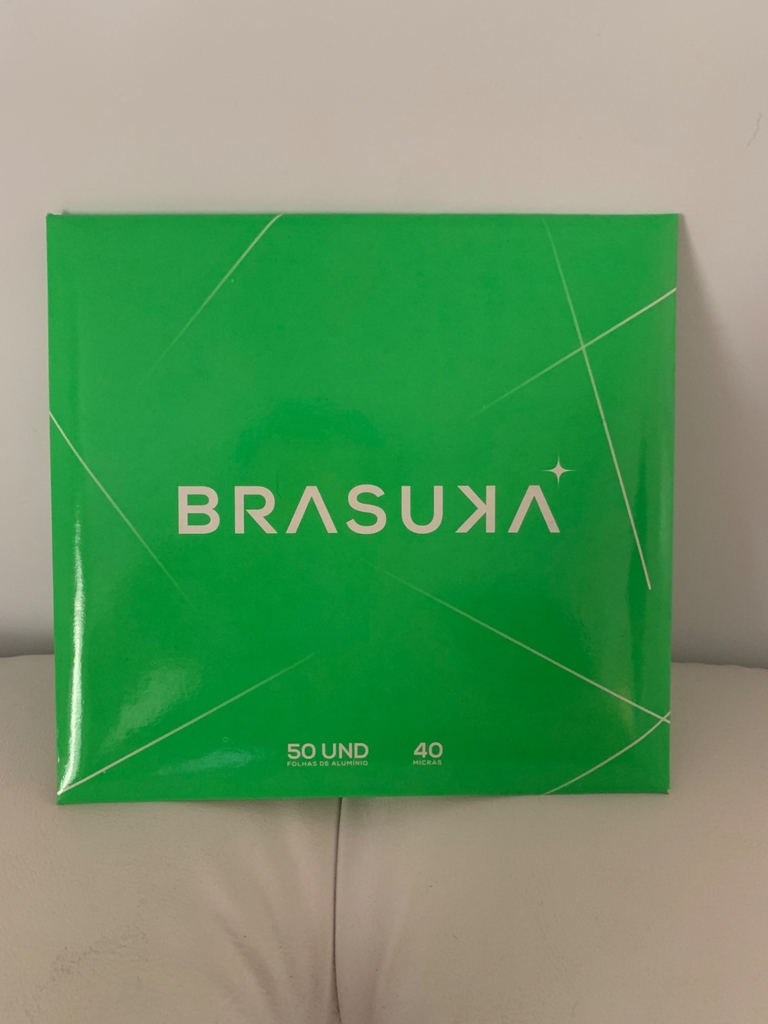 BRASUKA
50 UND 40
FOLHAS DE ALUMÍNIO MICRAS